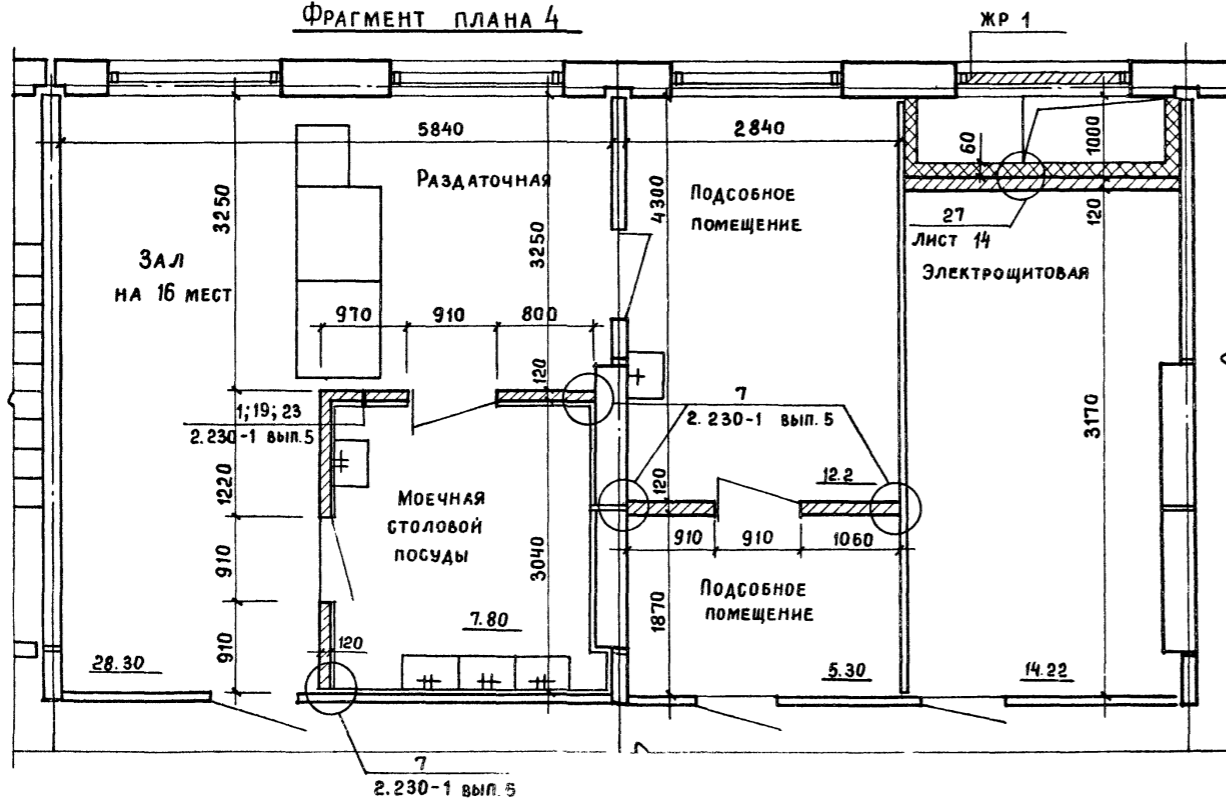 Фрагмент плана 4
ЖР 1
5840
2840
60
1000
Раздаточная
Подсобное
помещение
3250
3250
4300
27
лист 14
120
Зал
на 16 мест
Электрощитовая
970
910
800
120
1; 19; 23
2.230-1 вып. 5
7
2.230-1 вып. 5
3170
12.2
1220
120
Моечная
столовой
посуды
910
910
1060
910
3040
Подсобное
помещение
1870
7.80
910
120
28.30
5.30
14.22
7
2.230-1 вып. 5